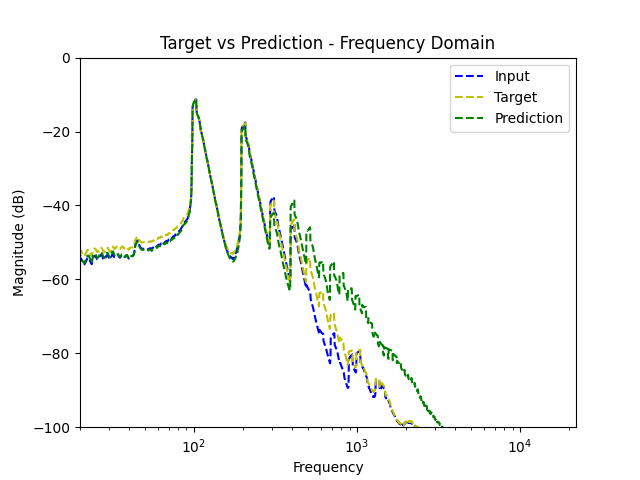 Target vs Prediction - Frequency Domain
Input
Target
Prediction
Magnitude (dB)
0
−20
−40
−60
−80
−100
10²
10³
10⁴
Frequency